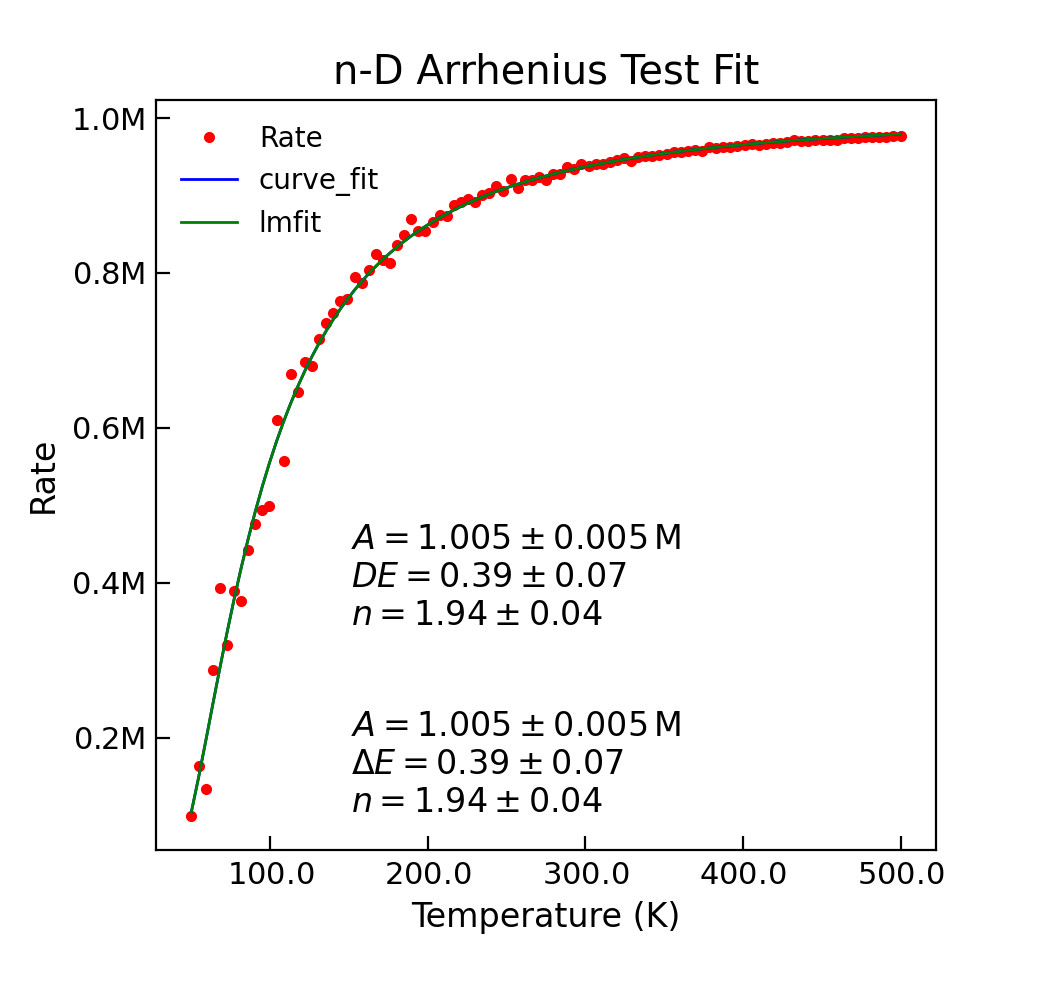 n-D Arrhenius Test Fit
1.0M
0.8M
0.6M
0.4M
0.2M
Rate
Rate
curve_fit
lmfit
A = 1.005 ± 0.005 M
DE = 0.39 ± 0.07
n = 1.94 ± 0.04
A = 1.005 ± 0.005 M
ΔE = 0.39 ± 0.07
n = 1.94 ± 0.04
100.0 200.0 300.0 400.0 500.0
Temperature (K)